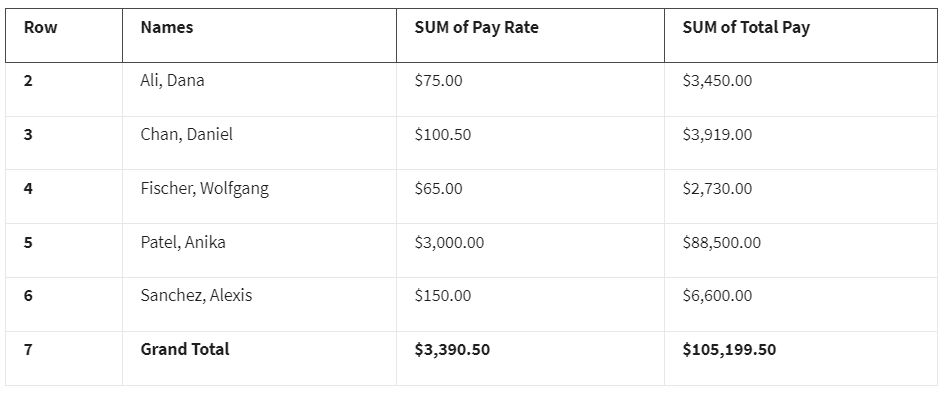 Row Names SUM of Pay Rate SUM of Total Pay
2 Ali, Dana $75.00 $3,450.00
3 Chan, Daniel $100.50 $3,919.00
4 Fischer, Wolfgang $65.00 $2,730.00
5 Patel, Anika $3,000.00 $88,500.00
6 Sanchez, Alexis $150.00 $6,600.00
7 Grand Total $3,390.50 $105,199.50